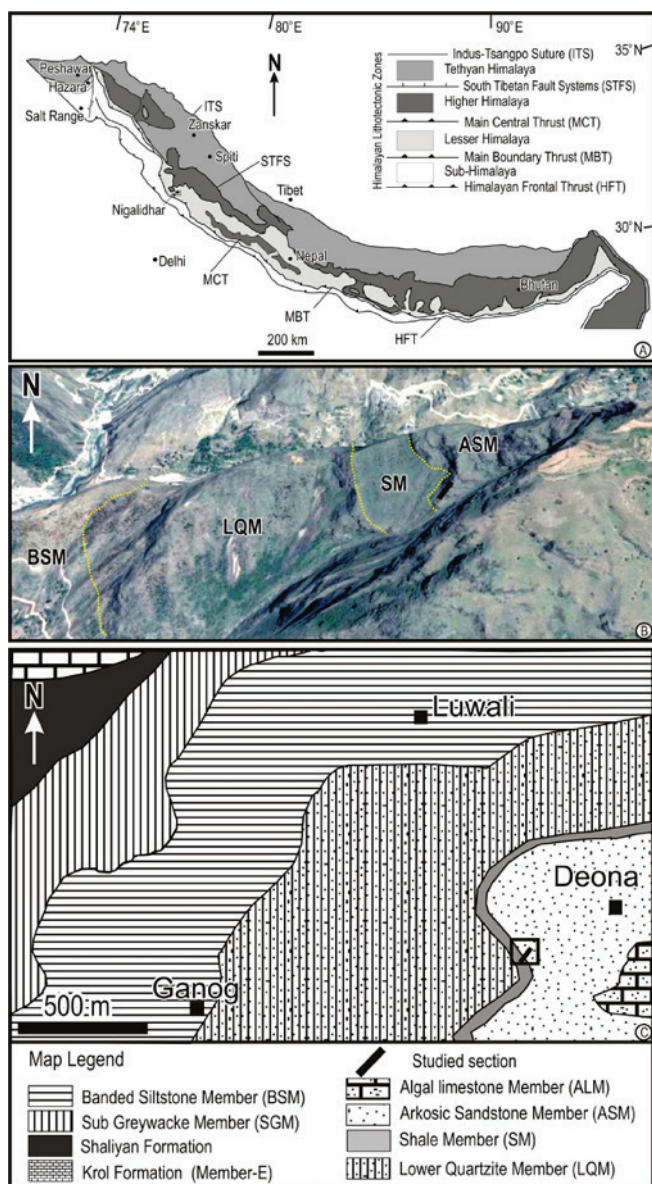 74˚E
80˚E
90˚E
35˚N
30˚N
Peshawar
Hazara
Salt Range
N
ITS
Zanskar
Spiti
STFS
Tibet
Nigalidhar
Delhi
MCT
Nepal
MBT
Bhutan
HFT
200 km
Himalayan Lithotectonic Zones
Indus-Tsangpo Suture (ITS)
Tethyan Himalaya
South Tibetan Fault Systems (STFS)
Higher Himalaya
Main Central Thrust (MCT)
Lesser Himalaya
Main Boundary Thrust (MBT)
Sub-Himalaya
Himalayan Frontal Thrust (HFT)
A
N
BSM
LQM
SM
ASM
B
N
Luwali
Deona
Ganog
500 m
C
Map Legend
Banded Siltstone Member (BSM)
Sub Greywacke Member (SGM)
Shaliyan Formation
Krol Formation (Member-E)
Studied section
Algal limestone Member (ALM)
Arkosic Sandstone Member (ASM)
Shale Member (SM)
Lower Quartzite Member (LQM)